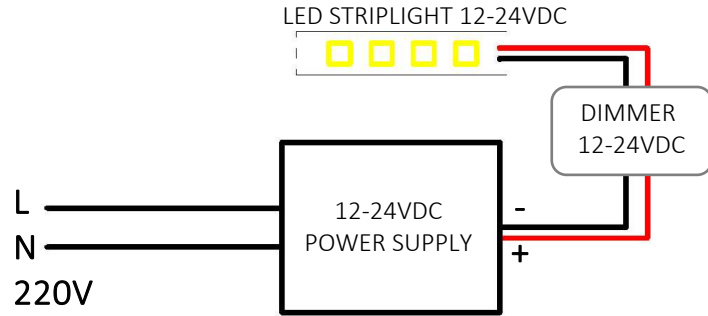 LED STRIPLIGHT 12-24VDC
DIMMER
12-24VDC
L
N
220V
12-24VDC
POWER SUPPLY
-
+